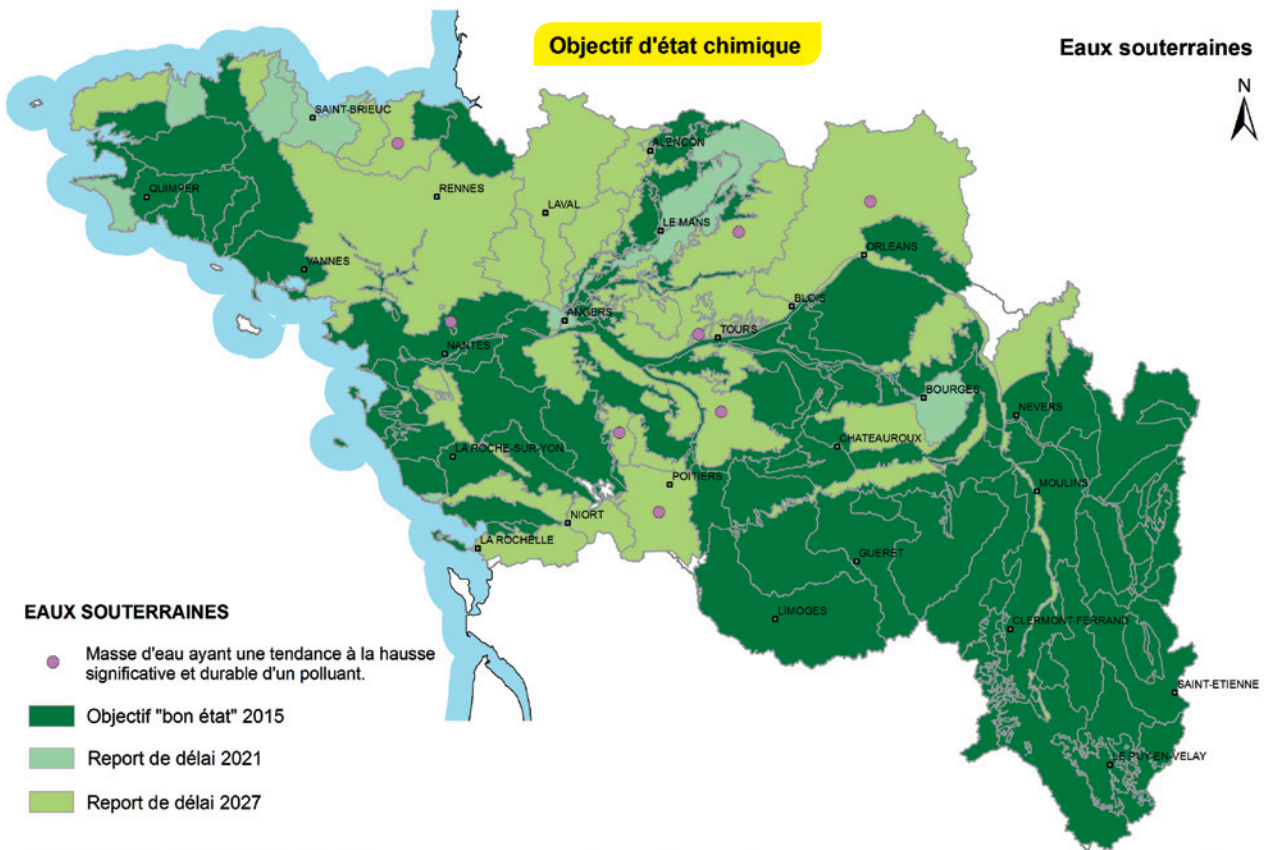 Objectif d'état chimique
Eaux souterraines
N
SAINT-BRIEUC
ALENCON
QUIMPER
RENNES
LAVAL
LE MANS
ORLEANS
VANNES
BLOIS
ANGERS
TOURS
NANTES
BOURGES
NEVERS
CHATEAUROUX
LA ROCHE-SUR-YON
POITIERS
MOULINS
NIORT
LA ROCHELLE
GUERET
LIMOGES
CLERMONT-FERRAND
SAINT-ETIENNE
LE PUY-EN-VELAY
EAUX SOUTERRAINES
Masse d'eau ayant une tendance à la hausse
significative et durable d'un polluant.
Objectif "bon état" 2015
Report de délai 2021
Report de délai 2027